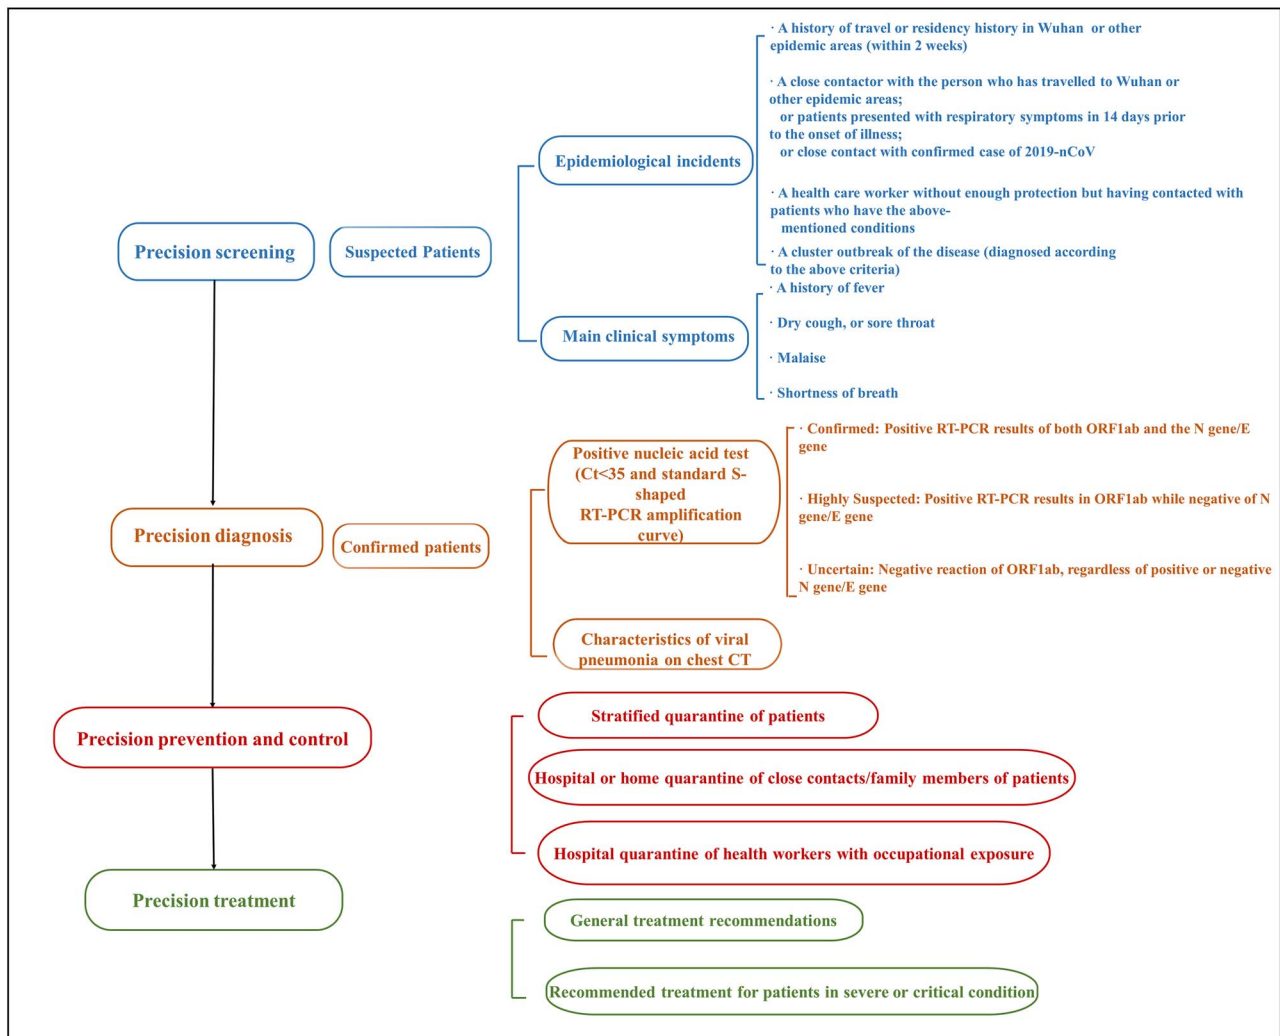 Precision screening
Suspected Patients
Epidemiological incidents
· A history of travel or residency history in Wuhan or other
epidemic areas (within 2 weeks)
· A close contactor with the person who has travelled to Wuhan or
other epidemic areas;
or patients presented with respiratory symptoms in 14 days prior
to the onset of illness;
or close contact with confirmed case of 2019-nCoV
· A health care worker without enough protection but having contacted with
patients who have the above-
mentioned conditions
· A cluster outbreak of the disease (diagnosed according
to the above criteria)
Main clinical symptoms
· A history of fever
· Dry cough, or sore throat
· Malaise
· Shortness of breath
Precision diagnosis
Confirmed patients
Positive nucleic acid test
(Ct<35 and standard S-
shaped
RT-PCR amplification
curve)
· Confirmed: Positive RT-PCR results of both ORF1ab and the N gene/E
gene
· Highly Suspected: Positive RT-PCR results in ORF1ab while negative of N
gene/E gene
· Uncertain: Negative reaction of ORF1ab, regardless of positive or negative
N gene/E gene
Characteristics of viral
pneumonia on chest CT
Precision prevention and control
Stratified quarantine of patients
Hospital or home quarantine of close contacts/family members of patients
Hospital quarantine of health workers with occupational exposure
Precision treatment
General treatment recommendations
Recommended treatment for patients in severe or critical condition